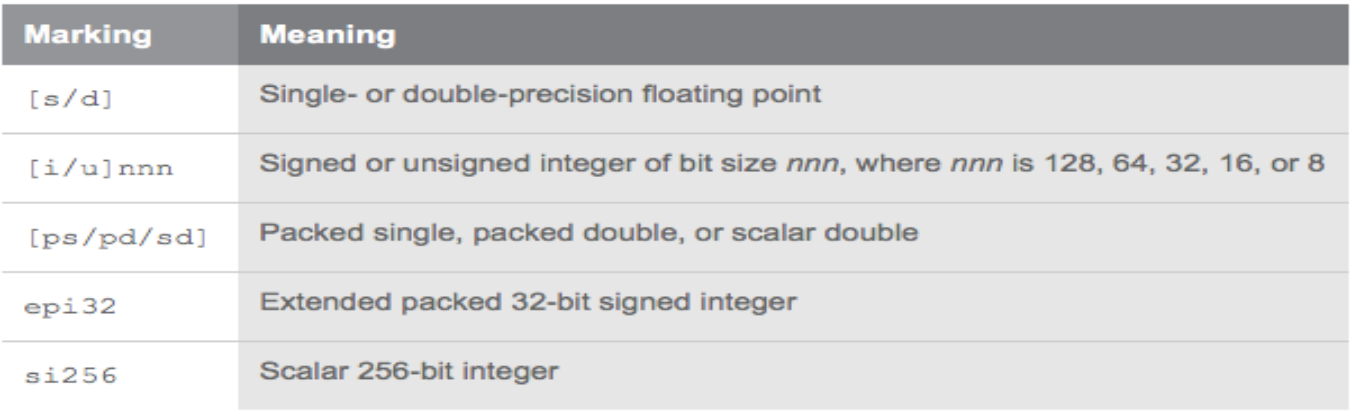 Marking Meaning
[s/d] Single- or double-precision floating point
[i/u]nnn Signed or unsigned integer of bit size nnn, where nnn is 128, 64, 32, 16, or 8
[ps/pd/sd] Packed single, packed double, or scalar double
epi32 Extended packed 32-bit signed integer
si256 Scalar 256-bit integer